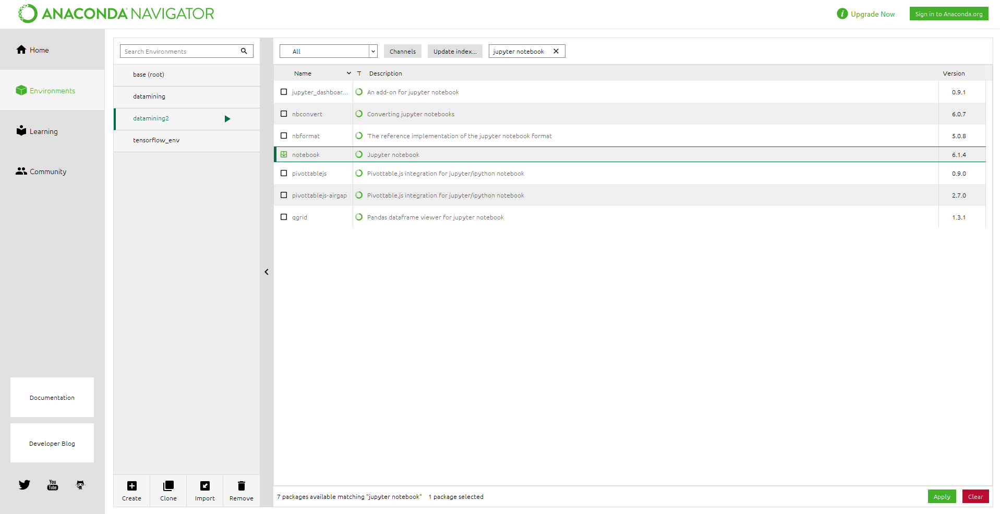 ANACONDA NAVIGATOR
Upgrade Now
Sign in to Anaconda.org
Home
Environments
Learning
Community
Documentation
Developer Blog
You
Tube
Search Environments
base (root)
datamining
datamining2
tensorflow_env
Create
Clone
Import
Remove
All
Channels
Update index...
jupyter notebook
Name T Description Version
jupyter_dashboar... An add-on for jupyter notebook 0.9.1
nbconvert Converting jupyter notebooks 6.0.7
nbformat The reference implementation of the jupyter notebook format 5.0.8
notebook Jupyter notebook 6.1.4
pivottablejs Pivottable.js integration for jupyter/ipython notebook 0.9.0
pivottablejs-airgap Pivottable.js integration for jupyter/ipython notebook 2.7.0
qgrid Pandas dataframe viewer for jupyter notebook 1.3.1
7 packages available matching "jupyter notebook" 1 package selected
Apply
Clear